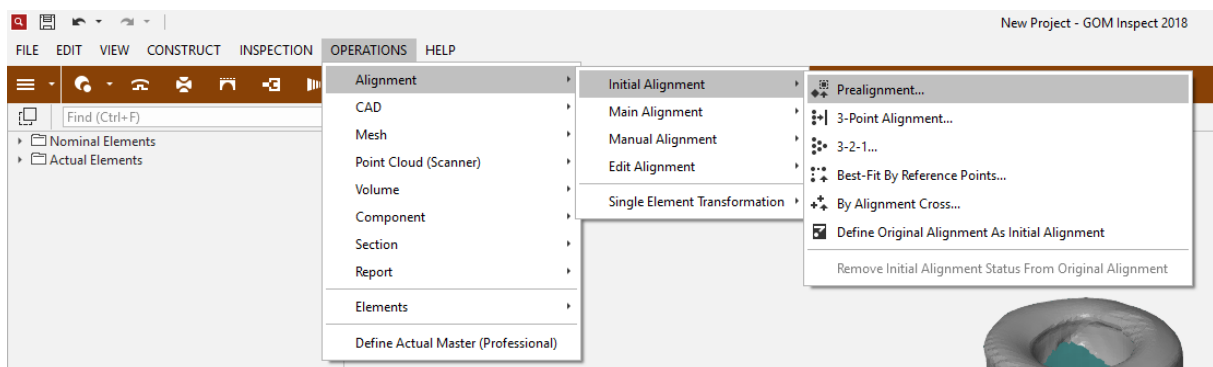 New Project - GOM Inspect 2018
FILE EDIT VIEW CONSTRUCT INSPECTION OPERATIONS HELP
Find (Ctrl+F)
Nominal Elements
Actual Elements
Alignment
CAD
Mesh
Point Cloud (Scanner)
Volume
Component
Section
Report
Elements
Define Actual Master (Professional)
Initial Alignment
Main Alignment
Manual Alignment
Edit Alignment
Single Element Transformation
Prealignment...
3-Point Alignment...
3-2-1...
Best-Fit By Reference Points...
By Alignment Cross...
Define Original Alignment As Initial Alignment
Remove Initial Alignment Status From Original Alignment